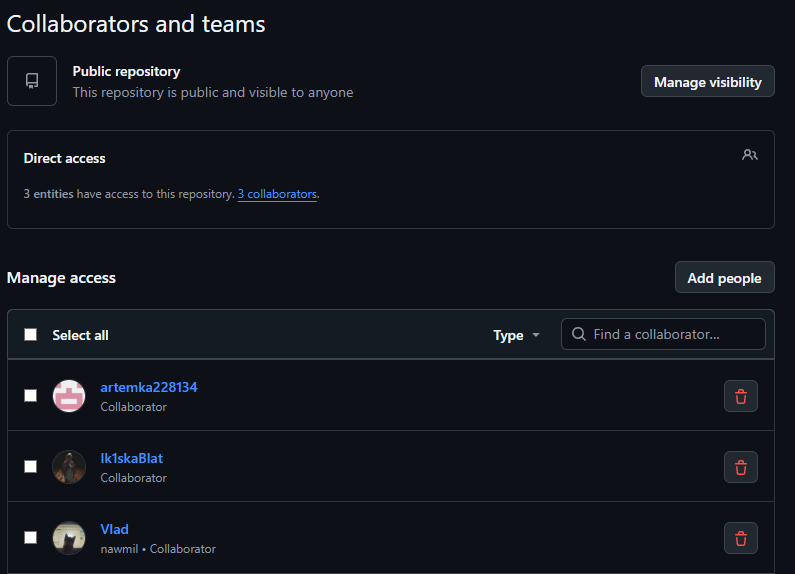 Collaborators and teams
Public repository
This repository is public and visible to anyone
Manage visibility
Direct access
3 entities have access to this repository. 3 collaborators.
Manage access
Add people
Select all
Type
Find a collaborator...
artemka228134
Collaborator
Ik1skaBlat
Collaborator
Vlad
nawmil • Collaborator